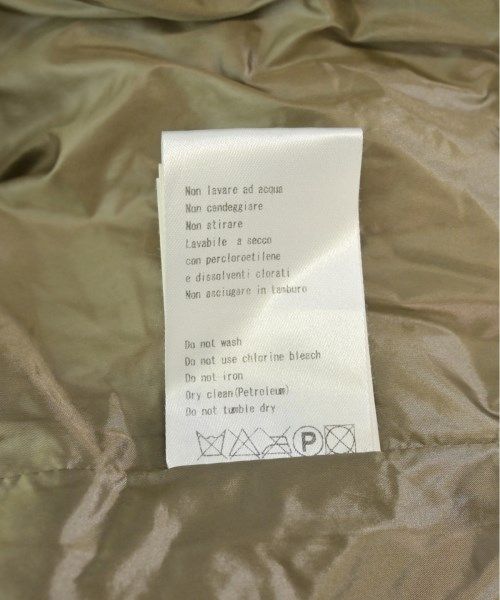 Non lavare ad acqua
Non candeggiare
Non stirare
Lavabile a secco
con percloroetilene
e dissolventi clorati
Non asciugare in tamburo
Do not wash
Do not use chlorine bleach
Do not iron
Dry clean(Petroleum)
Do not tumble dry
P